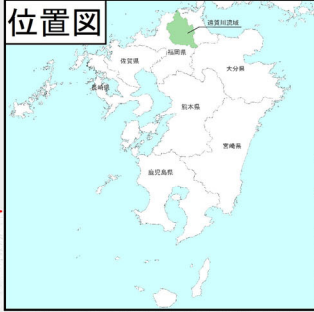 位置図
遠賀川流域
福岡県
佐賀県
大分県
長崎県
熊本県
宮崎県
鹿児島県